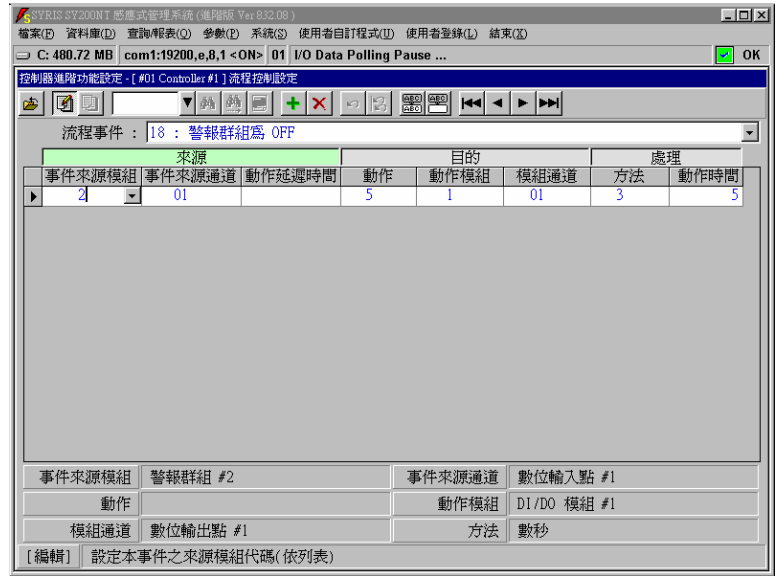 SYRIS SY200NT 感應式管理系統 (進階版 Ver 832.08 )
檔案(F) 資料庫(D) 查詢/報表(Q) 參數(P) 系統(S) 使用者自訂程式(U) 使用者登錄(L) 結束(X)
C: 480.72 MB com1:19200,e,8,1 <ON> 01 I/O Data Polling Pause ... OK
控制器進階功能設定 - [ #01 Controller #1 ] 流程控制設定
流程事件 : 18 : 警報群組爲 OFF
來源 目的 處理
事件來源模組 事件來源通道 動作延遲時間 動作 動作模組 模組通道 方法 動作時間
2 01 5 1 01 3 5
事件來源模組 警報群組 #2 事件來源通道 數位輸入點 #1
動作 動作模組 DI/DO 模組 #1
模組通道 數位輸出點 #1 方法 數秒
[編輯] 設定本事件之來源模組代碼(依列表)